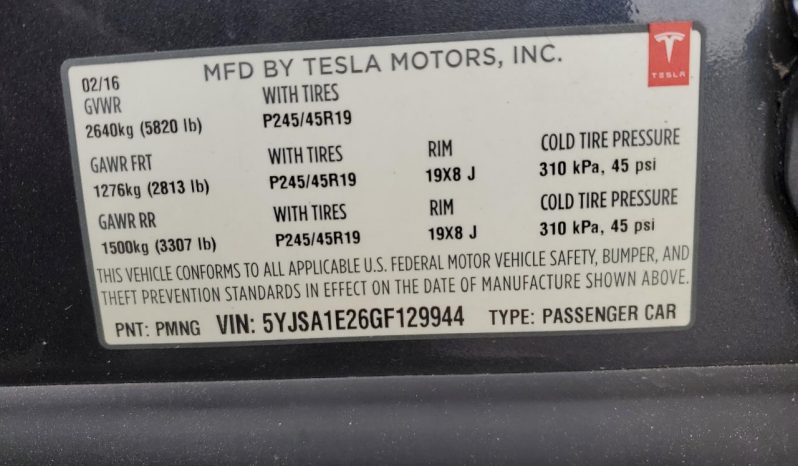 MFD BY TESLA MOTORS, INC.
TESLA
02/16
GVWR WITH TIRES
2640kg (5820 lb) P245/45R19
GAWR FRT WITH TIRES RIM COLD TIRE PRESSURE
1276kg (2813 lb) P245/45R19 19X8 J 310 kPa, 45 psi
GAWR RR WITH TIRES RIM COLD TIRE PRESSURE
1500kg (3307 lb) P245/45R19 19X8 J 310 kPa, 45 psi
THIS VEHICLE CONFORMS TO ALL APPLICABLE U.S. FEDERAL MOTOR VEHICLE SAFETY, BUMPER, AND
THEFT PREVENTION STANDARDS IN EFFECT ON THE DATE OF MANUFACTURE SHOWN ABOVE.
PNT: PMNG VIN: 5YJSA1E26GF129944 TYPE: PASSENGER CAR